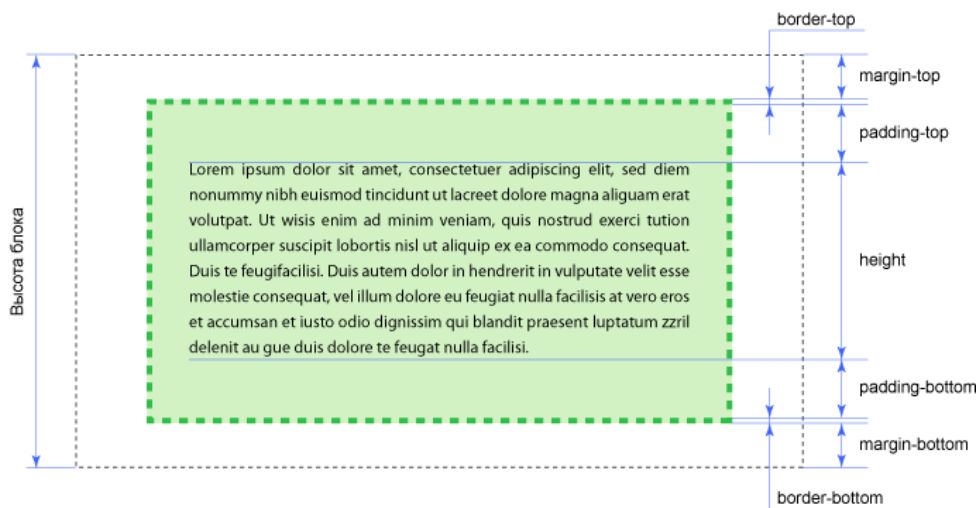 border-top
margin-top
padding-top
Высота блока
Lorem ipsum dolor sit amet, consectetuer adipiscing elit, sed diem
nonummy nibh euismod tincidunt ut lacreet dolore magna aliguam erat
volutpat. Ut wisis enim ad minim veniam, quis nostrud exerci tution
ullamcorper suscipit lobortis nisl ut aliquip ex ea commodo consequat.
Duis te feugifacilisi. Duis autem dolor in hendrerit in vulputate velit esse
molestie consequat, vel illum dolore eu feugiat nulla facilisis at vero eros
et accumsan et iusto odio dignissim qui blandit praesent luptatum zzril
delenit au gue duis dolore te feugat nulla facilisi.
height
padding-bottom
margin-bottom
border-bottom